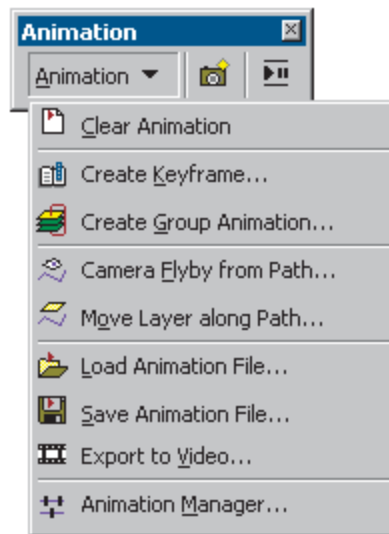 Animation
Animation
Clear Animation
Create Keyframe...
Create Group Animation...
Camera Flyby from Path...
Move Layer along Path...
Load Animation File...
Save Animation File...
Export to Video...
Animation Manager...